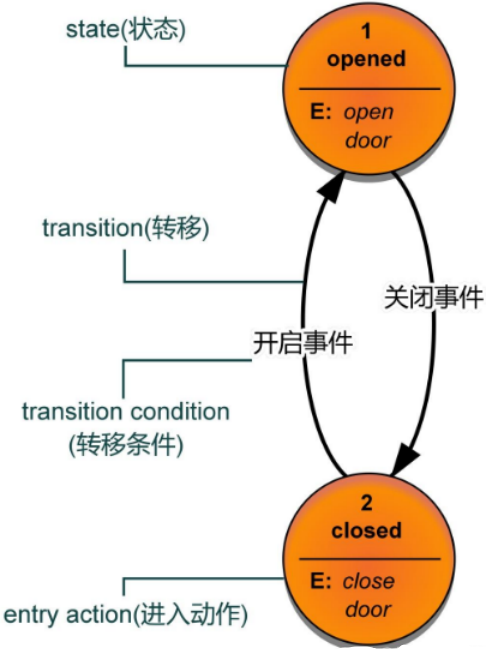 state(状态)
1
opened
E: open
door
transition(转移)
关闭事件
开启事件
transition condition
(转移条件)
2
closed
E: close
door
entry action(进入动作)